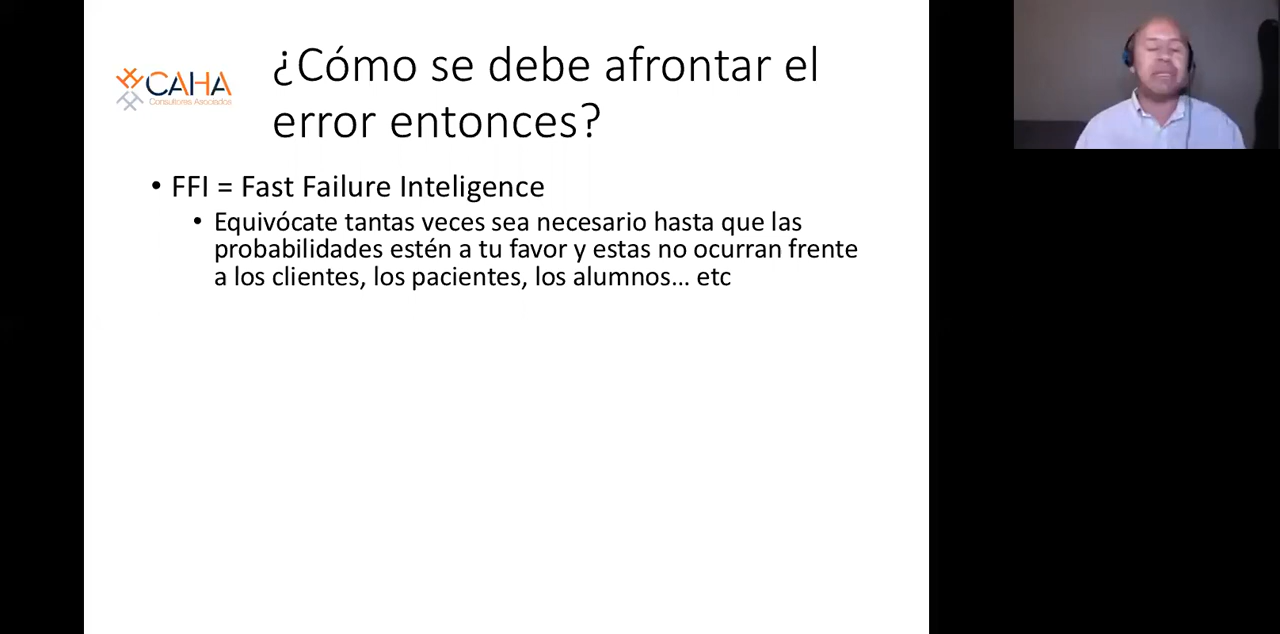 ¿Cómo se debe afrontar el
error entonces?
CAHA
Consultores Asociados
• FFI = Fast Failure Inteligence
• Equivócate tantas veces sea necesario hasta que las
probabilidades estén a tu favor y estas no ocurran frente
a los clientes, los pacientes, los alumnos... etc